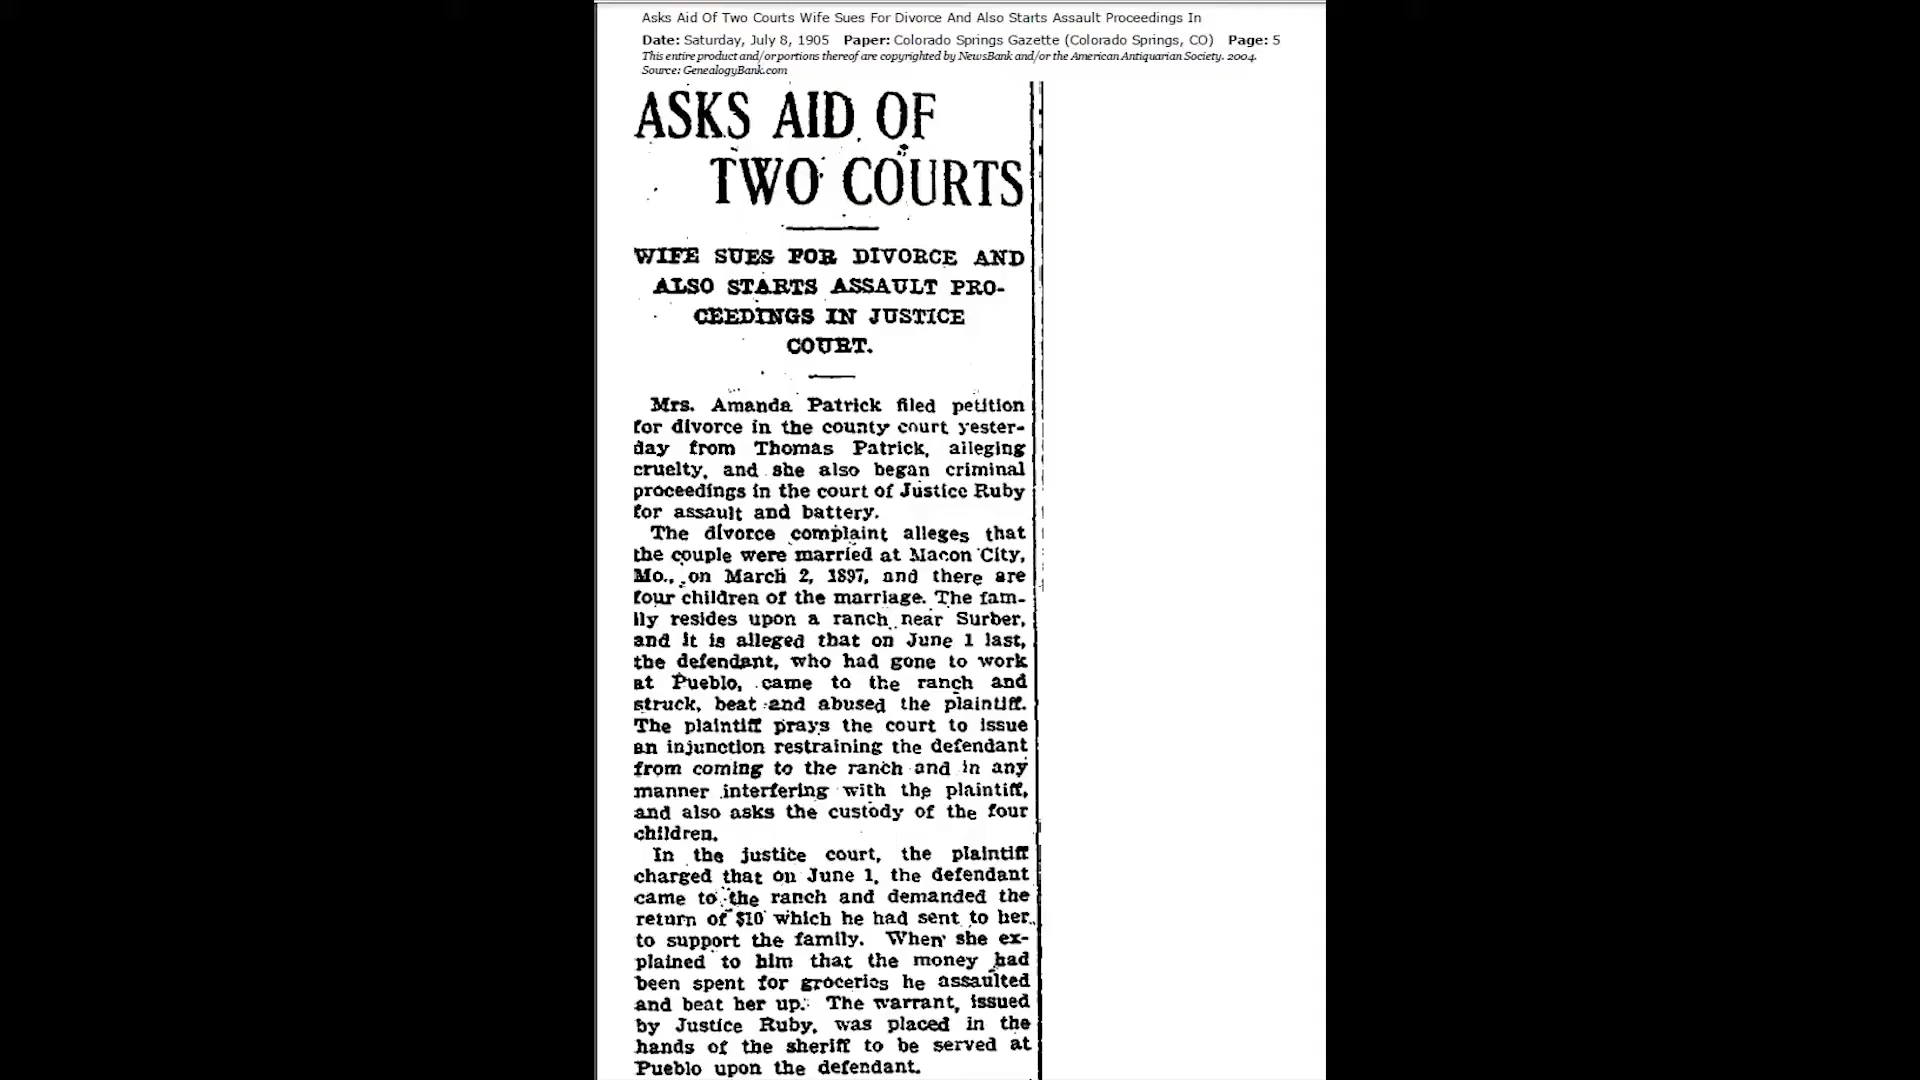 Asks Aid Of Two Courts Wife Sues For Divorce And Also Starts Assault Proceedings In
Date: Saturday, July 8, 1905 Paper: Colorado Springs Gazette (Colorado Springs, CO) Page: 5
This entire product and/or portions thereof are copyrighted by NewsBank and/or the American Antiquarian Society. 2004.
Source: GenealogyBank.com
ASKS AID OF
TWO COURTS
WIFE SUES FOR DIVORCE AND
ALSO STARTS ASSAULT PRO-
CEEDINGS IN JUSTICE
COURT.
Mrs. Amanda Patrick filed petition
for divorce in the county court yester-
day from Thomas Patrick, alleging
cruelty, and she also began criminal
proceedings in the court of Justice Ruby
for assault and battery.
The divorce complaint alleges that
the couple were married at Macon City,
Mo., on March 2, 1897, and there are
four children of the marriage. The fam-
ily resides upon a ranch near Surber,
and it is alleged that on June 1 last,
the defendant, who had gone to work
at Pueblo, came to the ranch and
struck, beat and abused the plaintiff.
The plaintiff prays the court to issue
an injunction restraining the defendant
from coming to the ranch and in any
manner interfering with the plaintiff,
and also asks the custody of the four
children.
In the justice court, the plaintiff
charged that on June 1, the defendant
came to the ranch and demanded the
return of $10 which he had sent to her
to support the family. When she ex-
plained to him that the money had
been spent for groceries he assaulted
and beat her up. The warrant, issued
by Justice Ruby, was placed in the
hands of the sheriff to be served at
Pueblo upon the defendant.